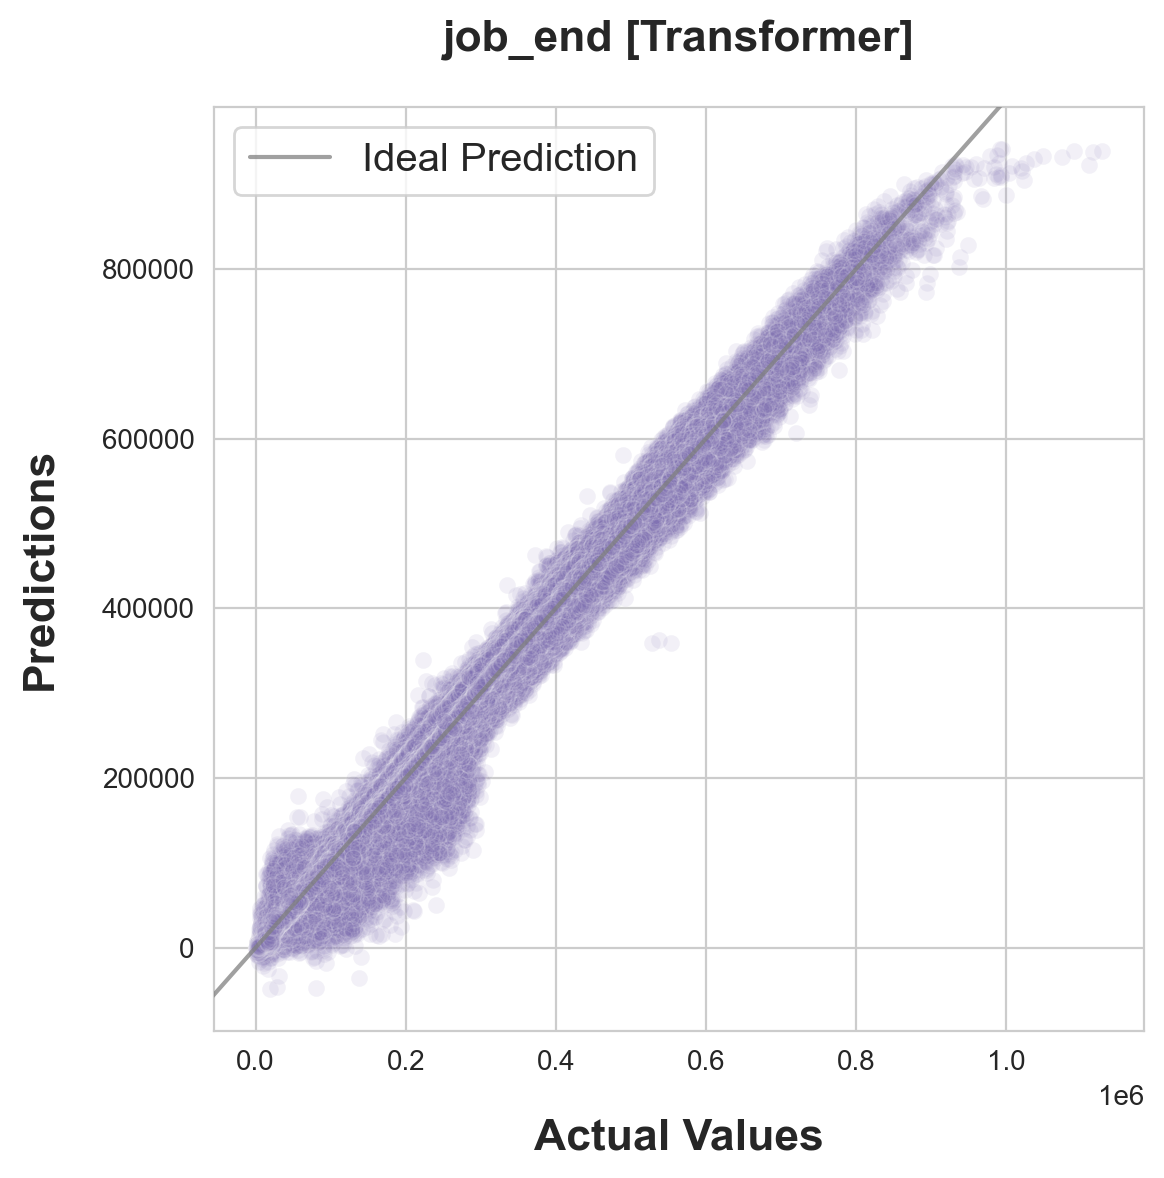 job_end [Transformer]
Ideal Prediction
Predictions
800000
600000
400000
200000
0
0.0 0.2 0.4 0.6 0.8 1.0
1e6
Actual Values